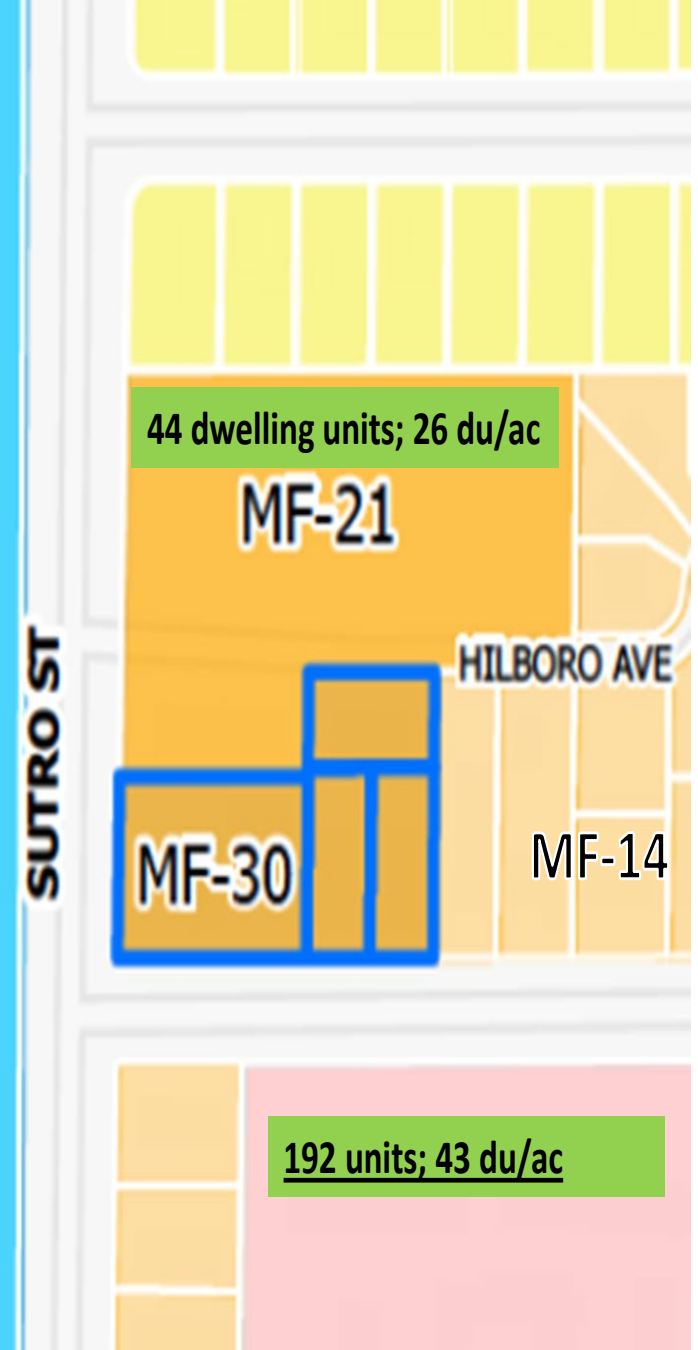 44 dwelling units; 26 du/ac
MF-21
HILBORO AVE
SUTRO ST
MF-30
MF-14
192 units; 43 du/ac